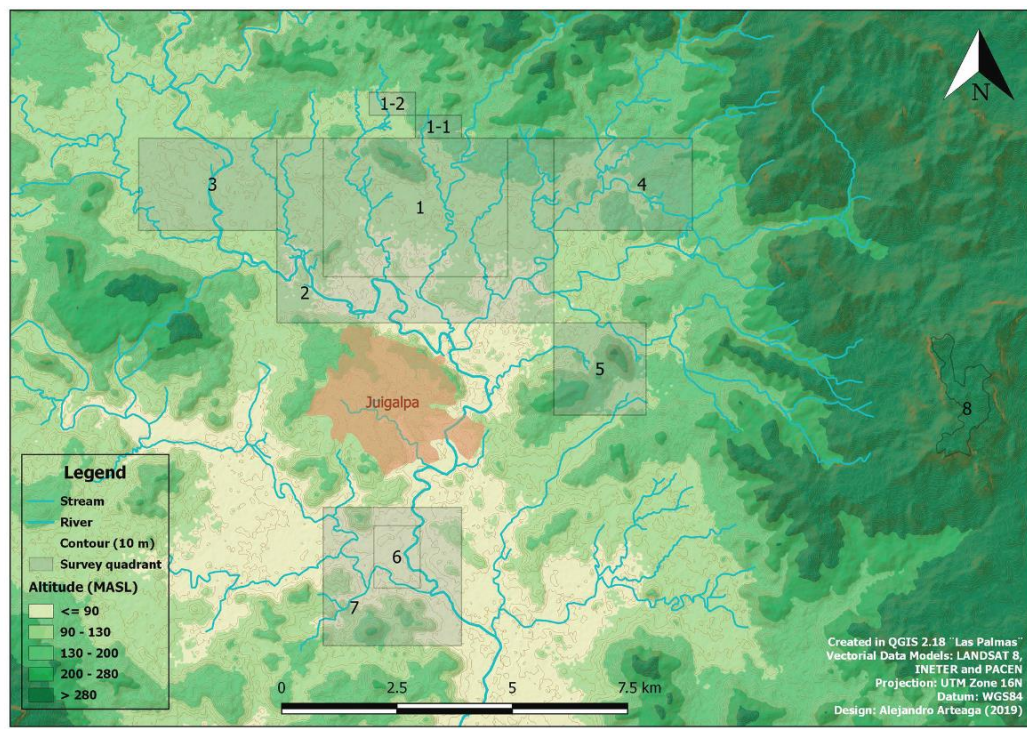 N
1-2
1-1
3
1
4
2
5
Juigalpa
8
Legend
Stream
River
Contour (10 m)
Survey quadrant
Altitude (MASL)
<= 90
90 - 130
130 - 200
200 - 280
> 280
6
7
0 2.5 5 7.5 km
Created in QGIS 2.18 ¨Las Palmas¨
Vectorial Data Models: LANDSAT 8,
INETER and PACEN
Projection: UTM Zone 16N
Datum: WGS84
Design: Alejandro Arteaga (2019)